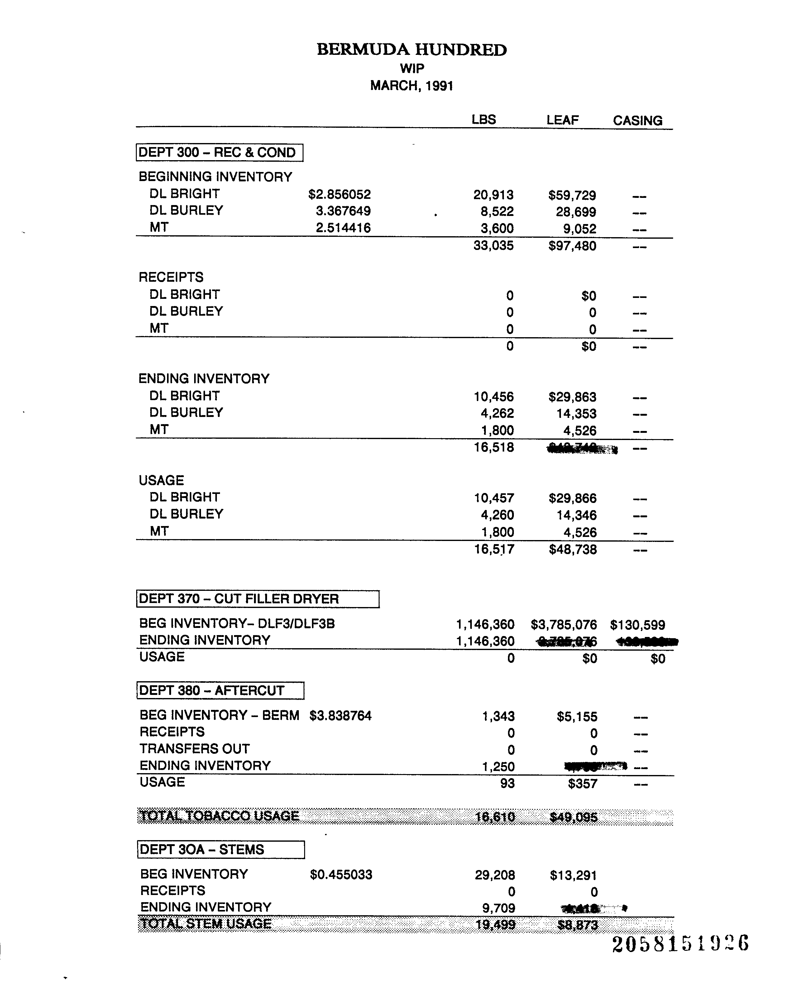 BERMUDA HUNDRED
WIP
MARCH, 1991
LBS LEAF CASING
DEPT 300 – REC & COND
BEGINNING INVENTORY
DL BRIGHT $2.856052 20,913 $59,729 --
DL BURLEY 3.367649 8,522 28,699 --
MT 2.514416 3,600 9,052 --
33,035 $97,480 --
RECEIPTS
DL BRIGHT 0 $0 --
DL BURLEY 0 0 --
MT 0 0 --
0 $0 --
ENDING INVENTORY
DL BRIGHT 10,456 $29,863 --
DL BURLEY 4,262 14,353 --
MT 1,800 4,526 --
16,518 --
USAGE
DL BRIGHT 10,457 $29,866 --
DL BURLEY 4,260 14,346 --
MT 1,800 4,526 --
16,517 $48,738 --
DEPT 370 – CUT FILLER DRYER
BEG INVENTORY– DLF3/DLF3B 1,146,360 $3,785,076 $130,599
ENDING INVENTORY 1,146,360
USAGE 0 $0 $0
DEPT 380 – AFTERCUT
BEG INVENTORY – BERM $3.838764 1,343 $5,155 --
RECEIPTS 0 0 --
TRANSFERS OUT 0 0 --
ENDING INVENTORY 1,250 --
USAGE 93 $357 --
TOTAL TOBACCO USAGE 16,610 $49,095
DEPT 3OA – STEMS
BEG INVENTORY $0.455033 29,208 $13,291
RECEIPTS 0 0
ENDING INVENTORY 9,709
TOTAL STEM USAGE 19,499 $8,873
2058151926